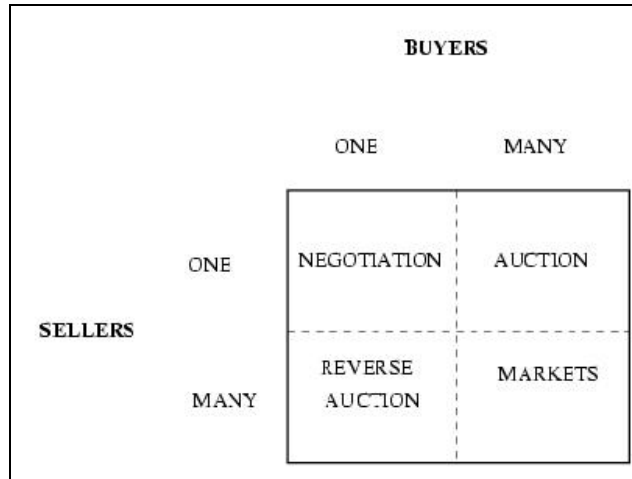 BUYERS
ONE MANY
ONE NEGOTIATION AUCTION
SELLERS
REVERSE MARKETS
MANY AUCTION